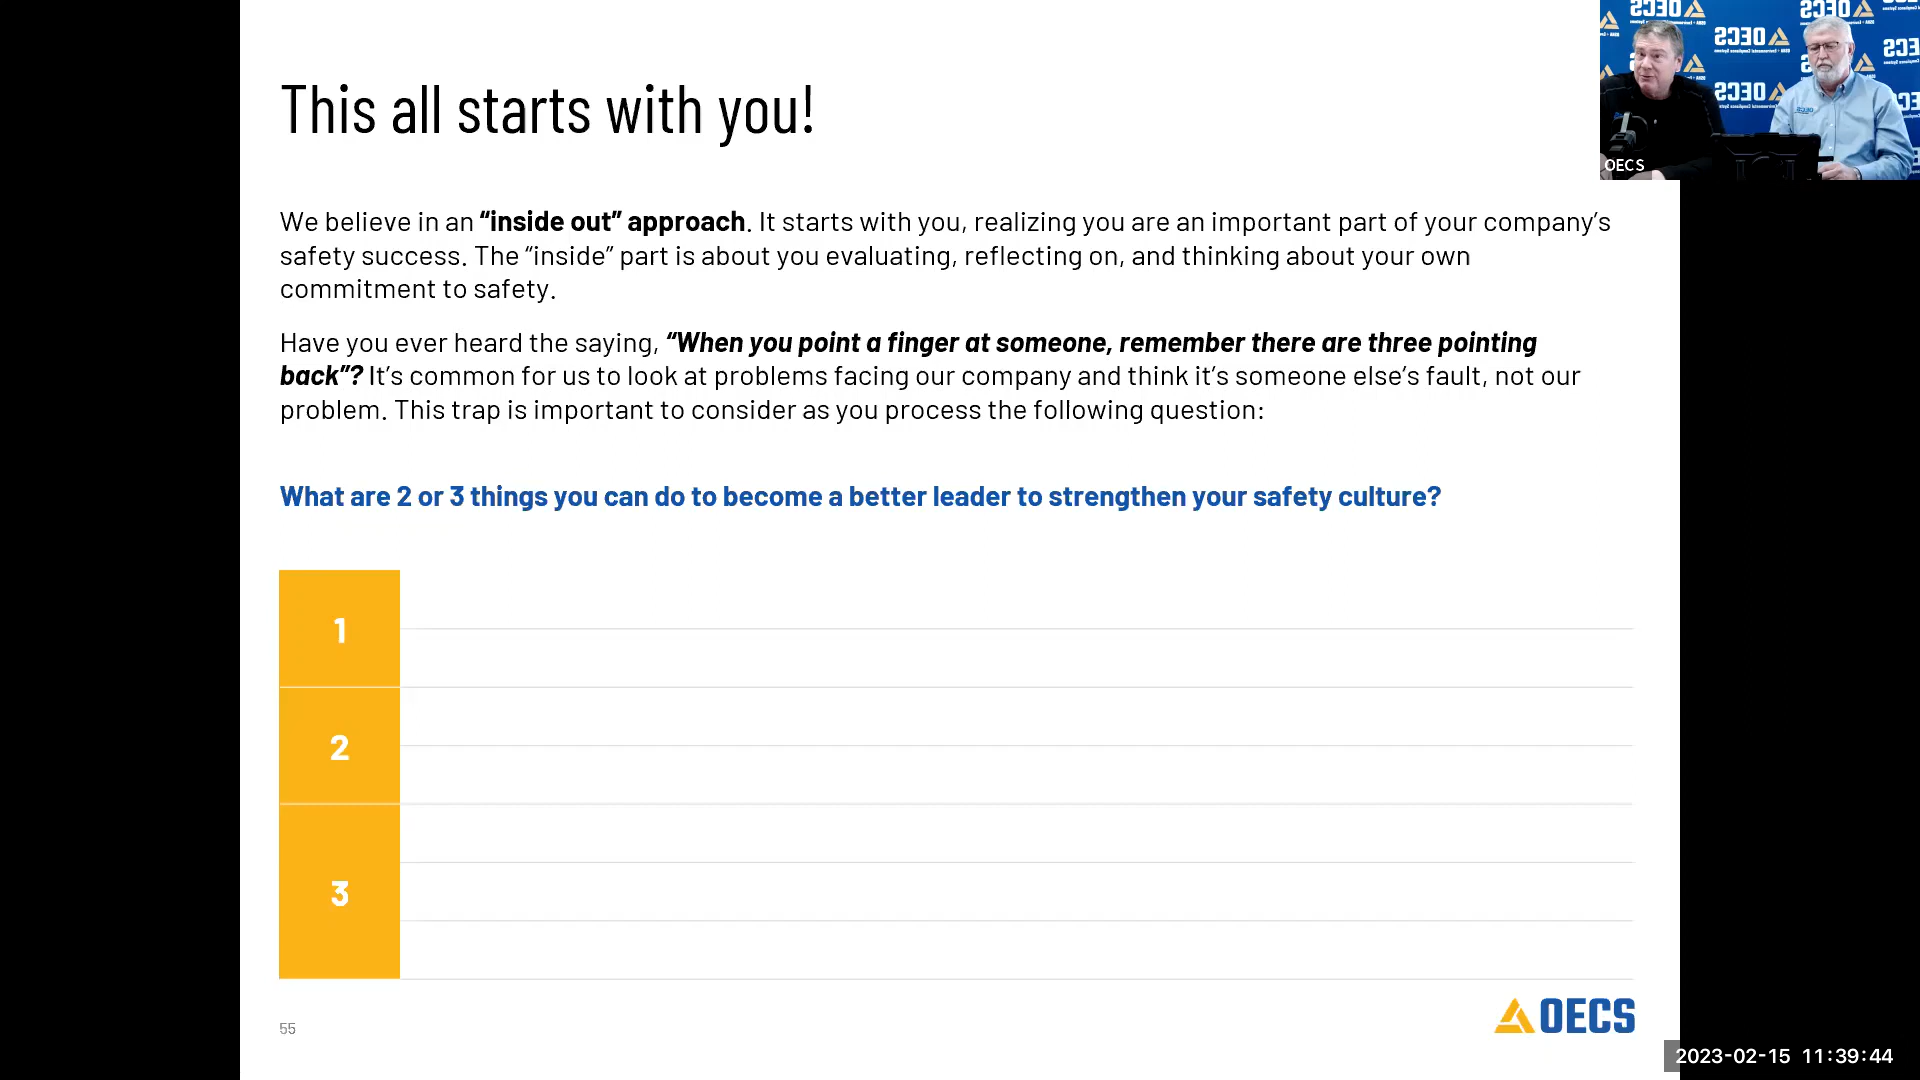 This all starts with you!
We believe in an “inside out” approach. It starts with you, realizing you are an important part of your company’s
safety success. The “inside” part is about you evaluating, reflecting on, and thinking about your own
commitment to safety.
Have you ever heard the saying, “When you point a finger at someone, remember there are three pointing
back”? It’s common for us to look at problems facing our company and think it’s someone else’s fault, not our
problem. This trap is important to consider as you process the following question:
What are 2 or 3 things you can do to become a better leader to strengthen your safety culture?
1
2
3
55
OECS
OECS
OECS
OECS
OECS
OECS
OECS
2023-02-15 11:39:44